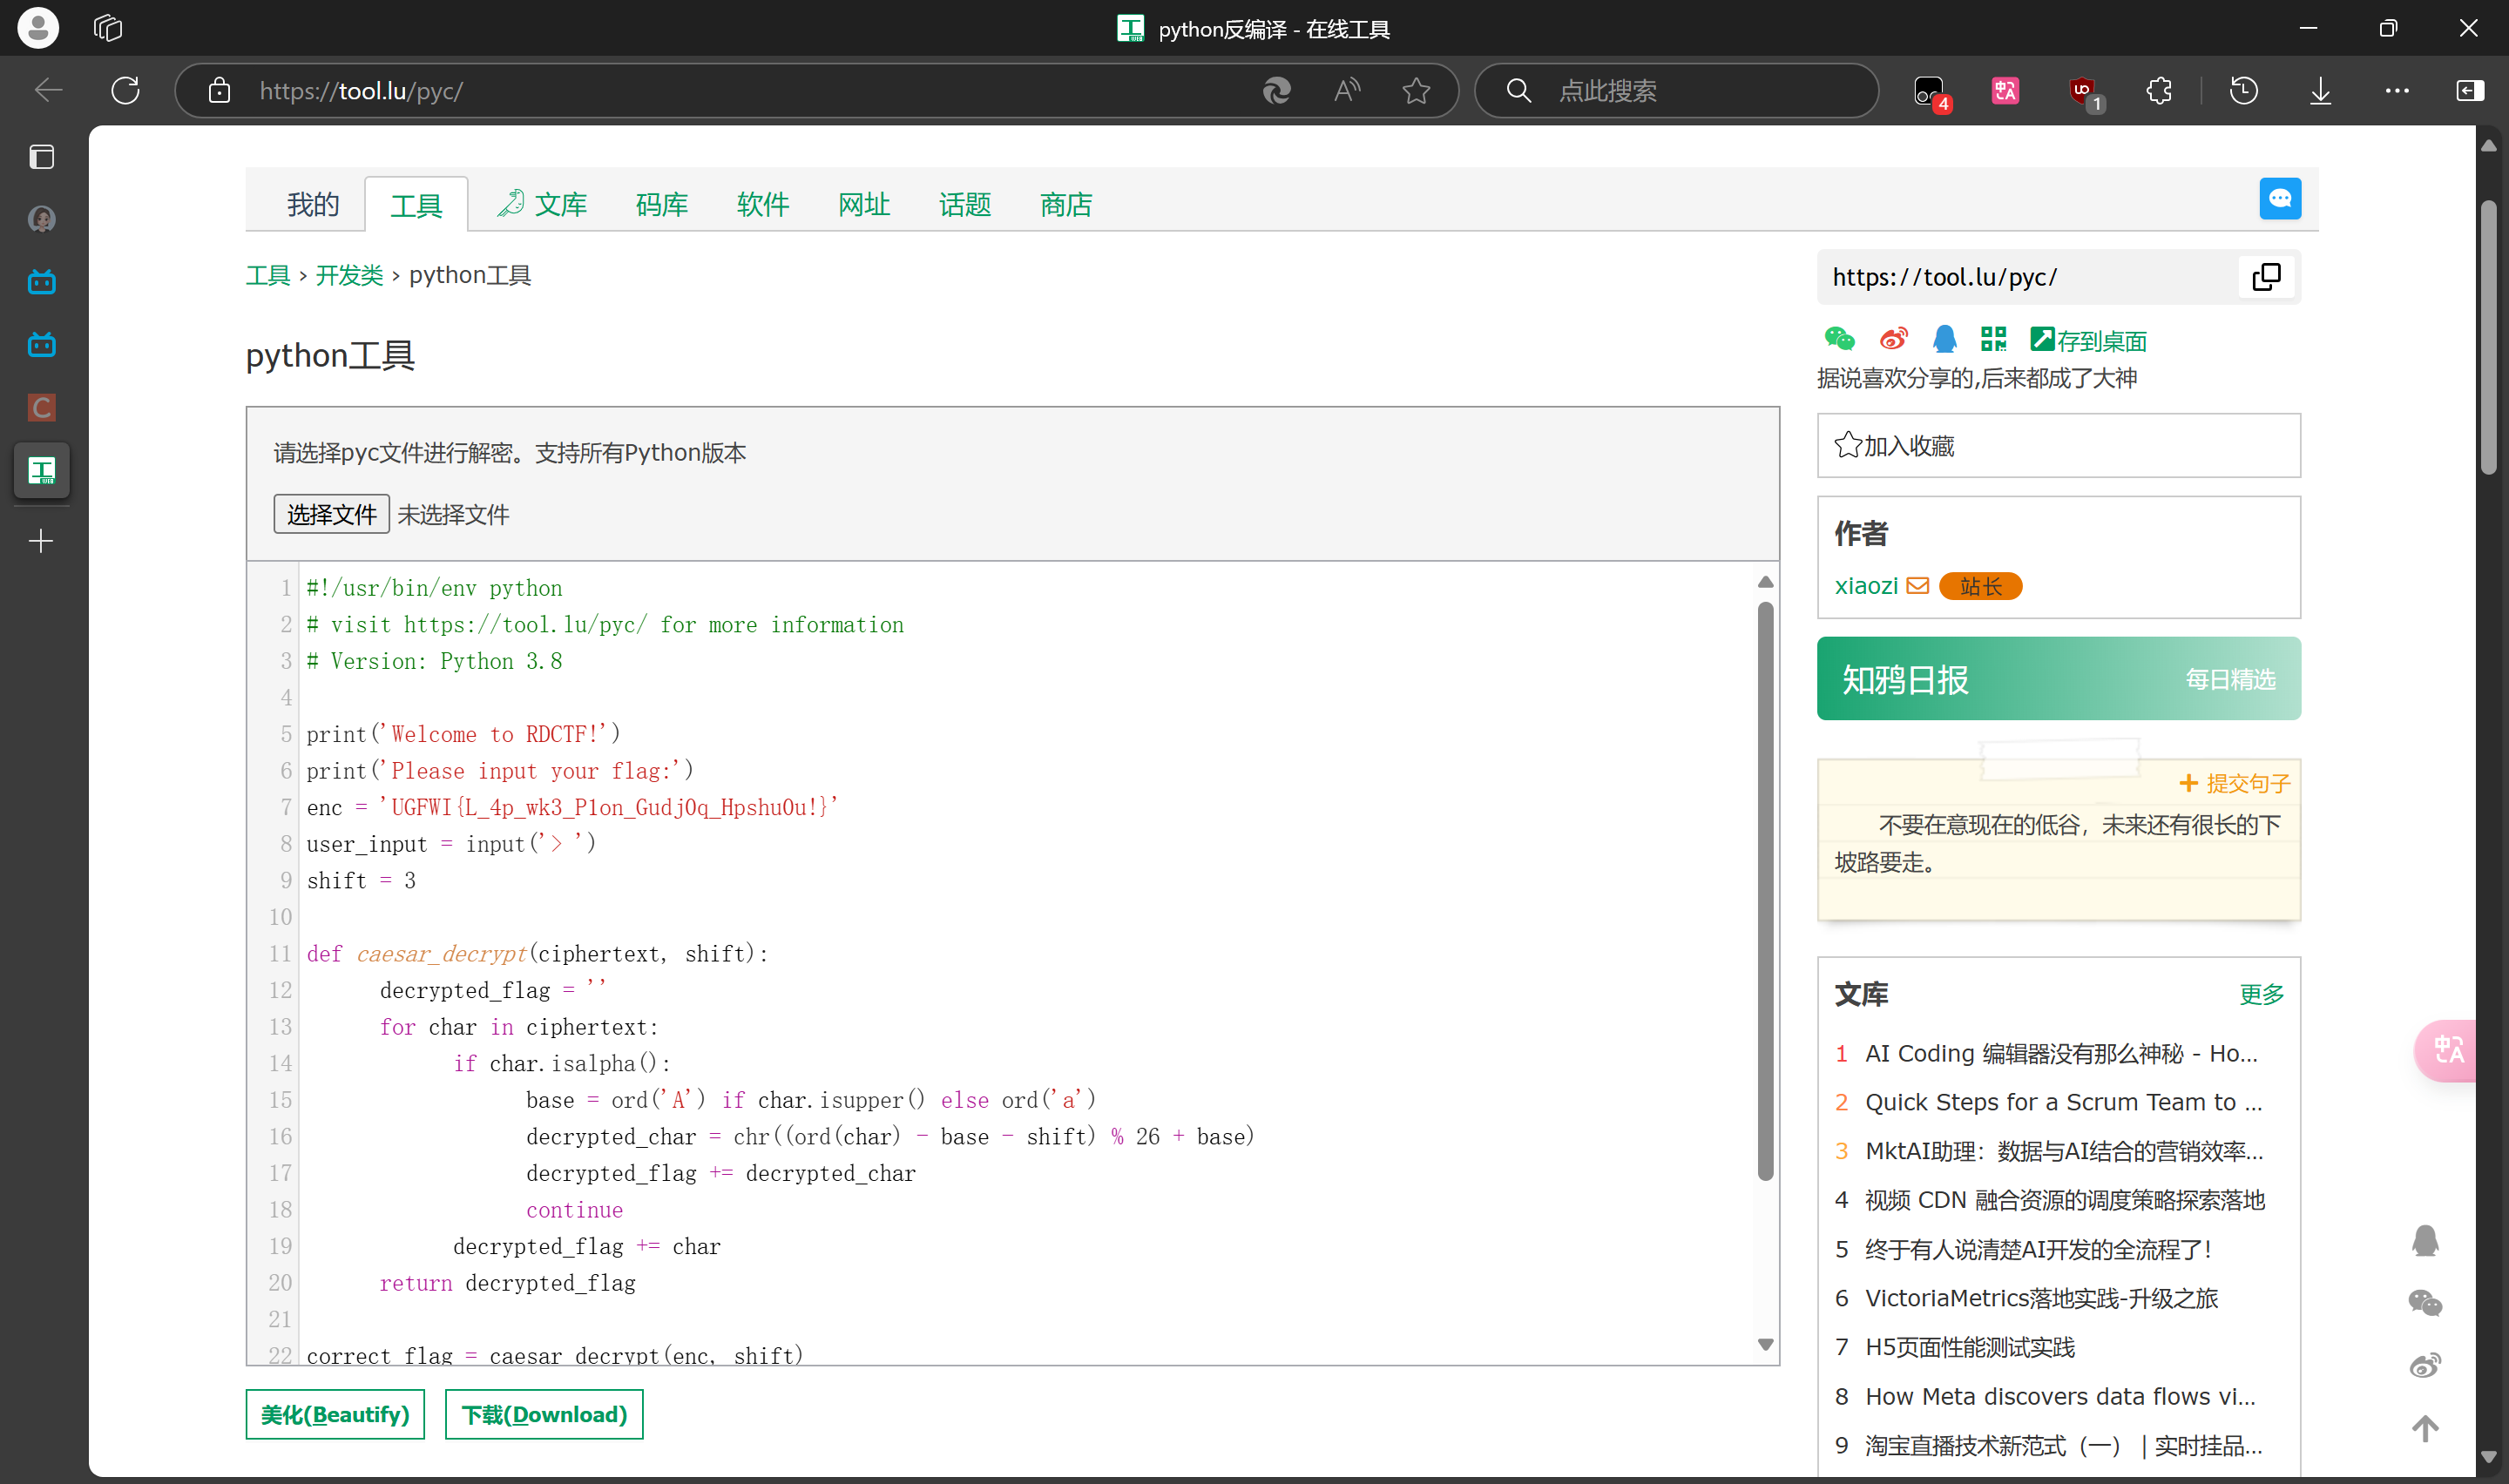 python反编译 - 在线工具
https://tool.lu/pyc/
点此搜索
4
1
我的
工具
文库
码库
软件
网址
话题
商店
工具 › 开发类 › python工具
python工具
请选择pyc文件进行解密。支持所有Python版本
选择文件 未选择文件
1 #!/usr/bin/env python
2 # visit https://tool.lu/pyc/ for more information
3 # Version: Python 3.8
4
5 print('Welcome to RDCTF!')
6 print('Please input your flag:')
7 enc = 'UGFWI{L_4p_wk3_P1on_Gudj0q_Hpshu0u!}'
8 user_input = input('> ')
9 shift = 3
10
11 def caesar_decrypt(ciphertext, shift):
12 decrypted_flag = ''
13 for char in ciphertext:
14 if char.isalpha():
15 base = ord('A') if char.isupper() else ord('a')
16 decrypted_char = chr((ord(char) - base - shift) % 26 + base)
17 decrypted_flag += decrypted_char
18 continue
19 decrypted_flag += char
20 return decrypted_flag
21
22 correct_flag = caesar_decrypt(enc, shift)
美化(Beautify)
下载(Download)
https://tool.lu/pyc/
存到桌面
据说喜欢分享的,后来都成了大神
加入收藏
作者
xiaozi 站长
知鸦日报 每日精选
提交句子
不要在意现在的低谷，未来还有很长的下
坡路要走。
文库 更多
1 AI Coding 编辑器没有那么神秘 - Ho...
2 Quick Steps for a Scrum Team to ...
3 MktAI助理：数据与AI结合的营销效率...
4 视频 CDN 融合资源的调度策略探索落地
5 终于有人说清楚AI开发的全流程了！
6 VictoriaMetrics落地实践-升级之旅
7 H5页面性能测试实践
8 How Meta discovers data flows vi...
9 淘宝直播技术新范式（一）｜实时挂品...